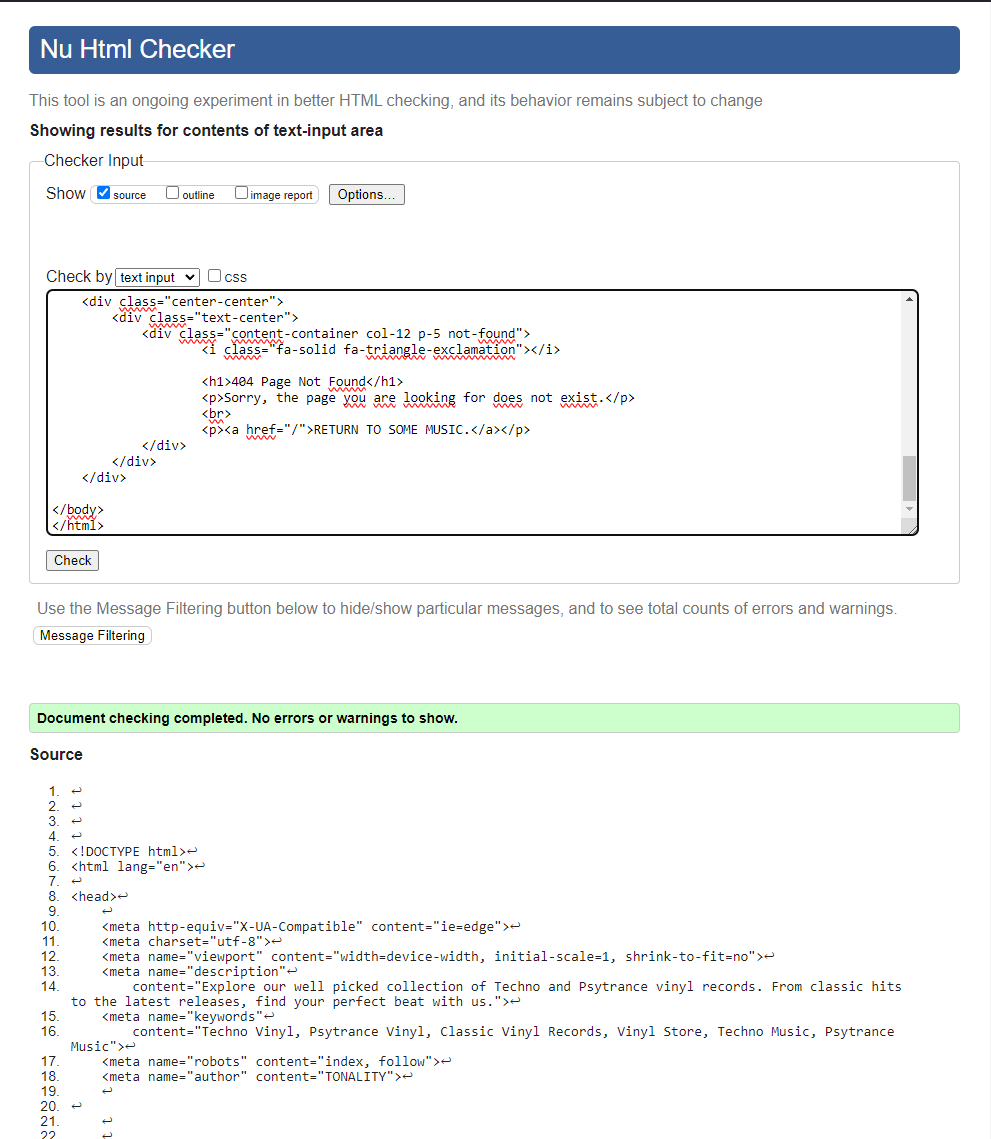 Nu Html Checker
This tool is an ongoing experiment in better HTML checking, and its behavior remains subject to change
Showing results for contents of text-input area
Checker Input
Show source outline image report Options...
Check by text input css
<div class="center-center">
<div class="text-center">
<div class="content-container col-12 p-5 not-found">
<i class="fa-solid fa-triangle-exclamation"></i>
<h1>404 Page Not Found</h1>
<p>Sorry, the page you are looking for does not exist.</p>
<br>
<p><a href="/">RETURN TO SOME MUSIC.</a></p>
</div>
</div>
</div>
</body>
</html>
Check
Use the Message Filtering button below to hide/show particular messages, and to see total counts of errors and warnings.
Message Filtering
Document checking completed. No errors or warnings to show.
Source
1. ↩
2. ↩
3. ↩
4. ↩
5. <!DOCTYPE html>↩
6. <html lang="en">↩
7. ↩
8. <head>↩
9. ↩
10. <meta http-equiv="X-UA-Compatible" content="ie=edge">↩
11. <meta charset="utf-8">↩
12. <meta name="viewport" content="width=device-width, initial-scale=1, shrink-to-fit=no">↩
13. <meta name="description"↩
14. content="Explore our well picked collection of Techno and Psytrance vinyl records. From classic hits
to the latest releases, find your perfect beat with us.">↩
15. <meta name="keywords"↩
16. content="Techno Vinyl, Psytrance Vinyl, Classic Vinyl Records, Vinyl Store, Techno Music, Psytrance
Music">↩
17. <meta name="robots" content="index, follow">↩
18. <meta name="author" content="TONALITY">↩
19. ↩
20. ↩
21. ↩
22. ↩